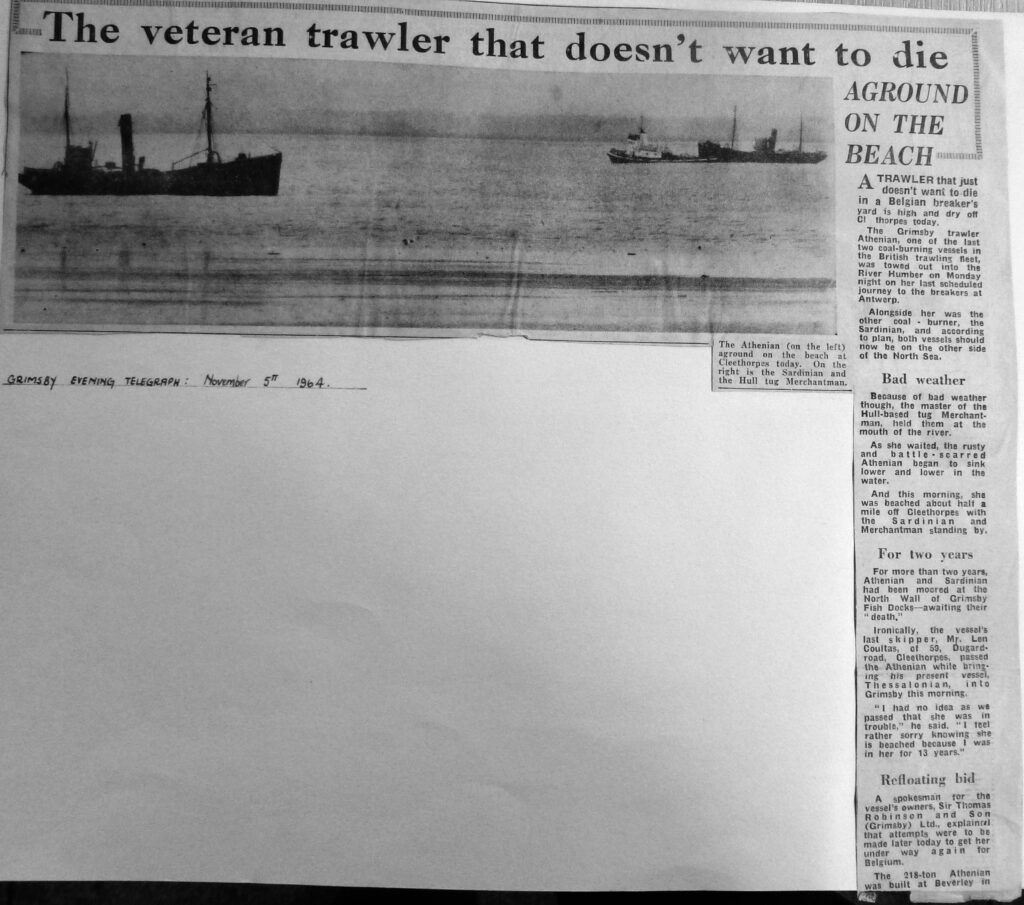 The veteran trawler that doesn't want to die
AGROUND
ON THE
BEACH
A TRAWLER that just
doesn't want to die
in a Belgian breaker's
yard is high and dry off
Cl thorpes today.
The Grimsby trawler
Athenian, one of the last
two coal-burning vessels in
the British trawling fleet,
was towed out into the
River Humber on Monday
night on her last scheduled
journey to the breakers at
Antwerp.
Alongside her was the
other coal - burner, the
Sardinian, and according
to plan, both vessels should
now be on the other side
of the North Sea.
Bad weather
Because of bad weather
though, the master of the
Hull-based tug Merchant-
man, held them at the
mouth of the river.
As she waited, the rusty
and battle-scarred
Athenian began to sink
lower and lower in the
water.
And this morning, she
was beached about half a
mile off Cleethorpes with
the Sardinian and
Merchantman standing by.
For two years
For more than two years,
Athenian and Sardinian
had been moored at the
North Wall of Grimsby
Fish Docks—awaiting their
"death."
Ironically, the vessel's
last skipper, Mr. Len
Coultas, of 59, Dugard-
road, Cleethorpes, passed
the Athenian while bring-
ing his present vessel,
Thessalonian, into
Grimsby this morning.
"I had no idea as we
passed that she was in
trouble," he said. "I feel
rather sorry knowing she
is beached because I was
in her for 13 years."
Refloating bid
A spokesman for the
vessel's owners, Sir Thomas
Robinson and Son
(Grimsby) Ltd., explained
that attempts were to be
made later today to get her
under way again for
Belgium.
The 218-ton Athenian
was built at Beverley in
The Athenian (on the left)
aground on the beach at
Cleethorpes today. On the
right is the Sardinian and
the Hull tug Merchantman.
GRIMSBY EVENING TELEGRAPH: November 5TH 1964.